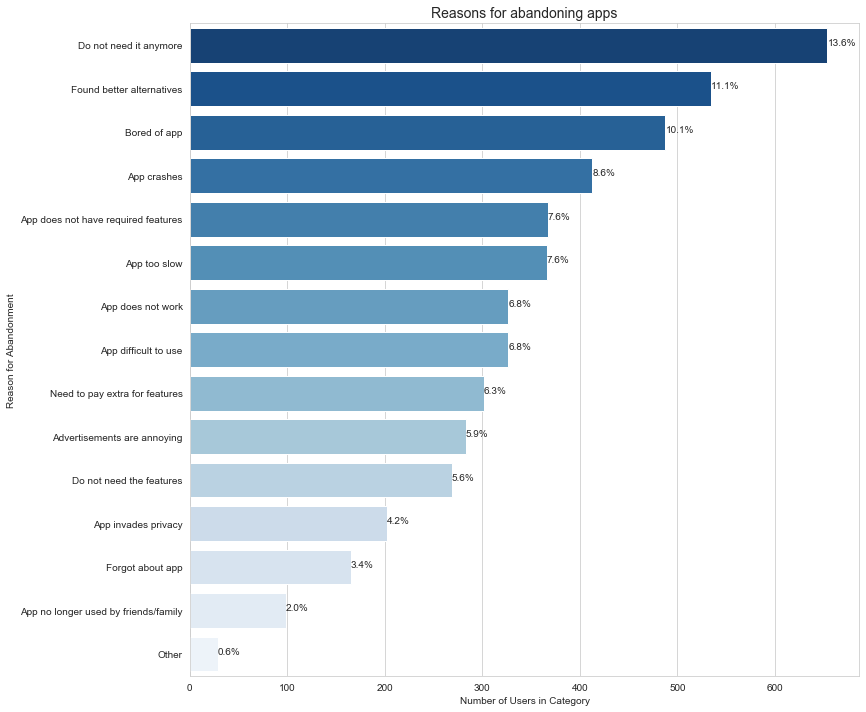 Reasons for abandoning apps
Do not need it anymore 13.6%
Found better alternatives 11.1%
Bored of app 10.1%
App crashes 8.6%
App does not have required features 7.6%
App too slow 7.6%
App does not work 6.8%
App difficult to use 6.8%
Need to pay extra for features 6.3%
Advertisements are annoying 5.9%
Do not need the features 5.6%
App invades privacy 4.2%
Forgot about app 3.4%
App no longer used by friends/family 2.0%
Other 0.6%
Reason for Abandonment
0 100 200 300 400 500 600
Number of Users in Category